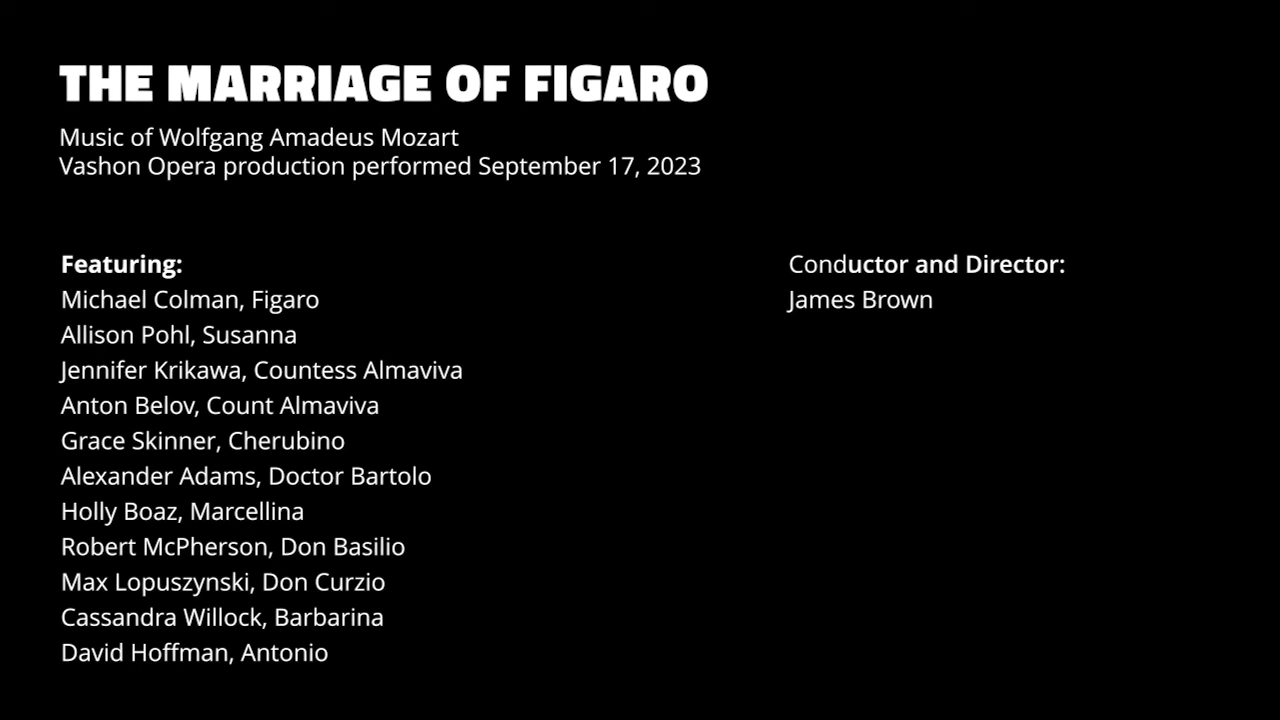 THE MARRIAGE OF FIGARO
Music of Wolfgang Amadeus Mozart
Vashon Opera production performed September 17, 2023
Featuring:
Michael Colman, Figaro
Allison Pohl, Susanna
Jennifer Krikawa, Countess Almaviva
Anton Belov, Count Almaviva
Grace Skinner, Cherubino
Alexander Adams, Doctor Bartolo
Holly Boaz, Marcellina
Robert McPherson, Don Basilio
Max Lopuszynski, Don Curzio
Cassandra Willock, Barbarina
David Hoffman, Antonio
Conductor and Director:
James Brown